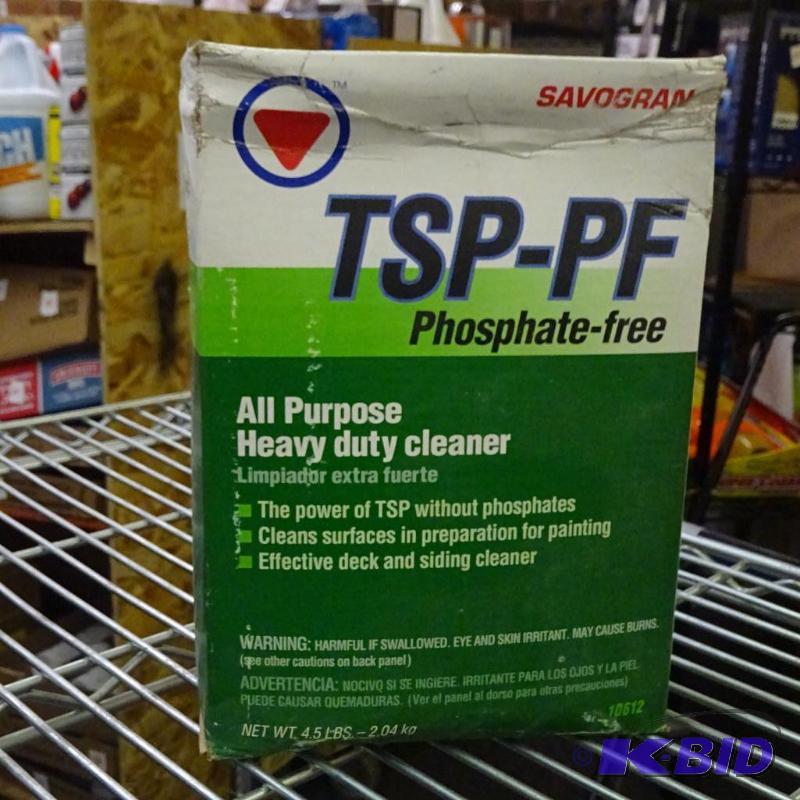 SAVOGRAN
TM
TSP-PF
Phosphate-free
All Purpose
Heavy duty cleaner
Limpiador extra fuerte
The power of TSP without phosphates
Cleans surfaces in preparation for painting
Effective deck and siding cleaner
WARNING: HARMFUL IF SWALLOWED. EYE AND SKIN IRRITANT. MAY CAUSE BURNS.
(see other cautions on back panel)
ADVERTENCIA: NOCIVO SI SE INGIERE. IRRITANTE PARA LOS OJOS Y LA PIEL.
PUEDE CAUSAR QUEMADURAS. (Ver el panel al dorso para otras precauciones)
10612
NET WT. 4.5 LBS. – 2.04 kg
© K-BID